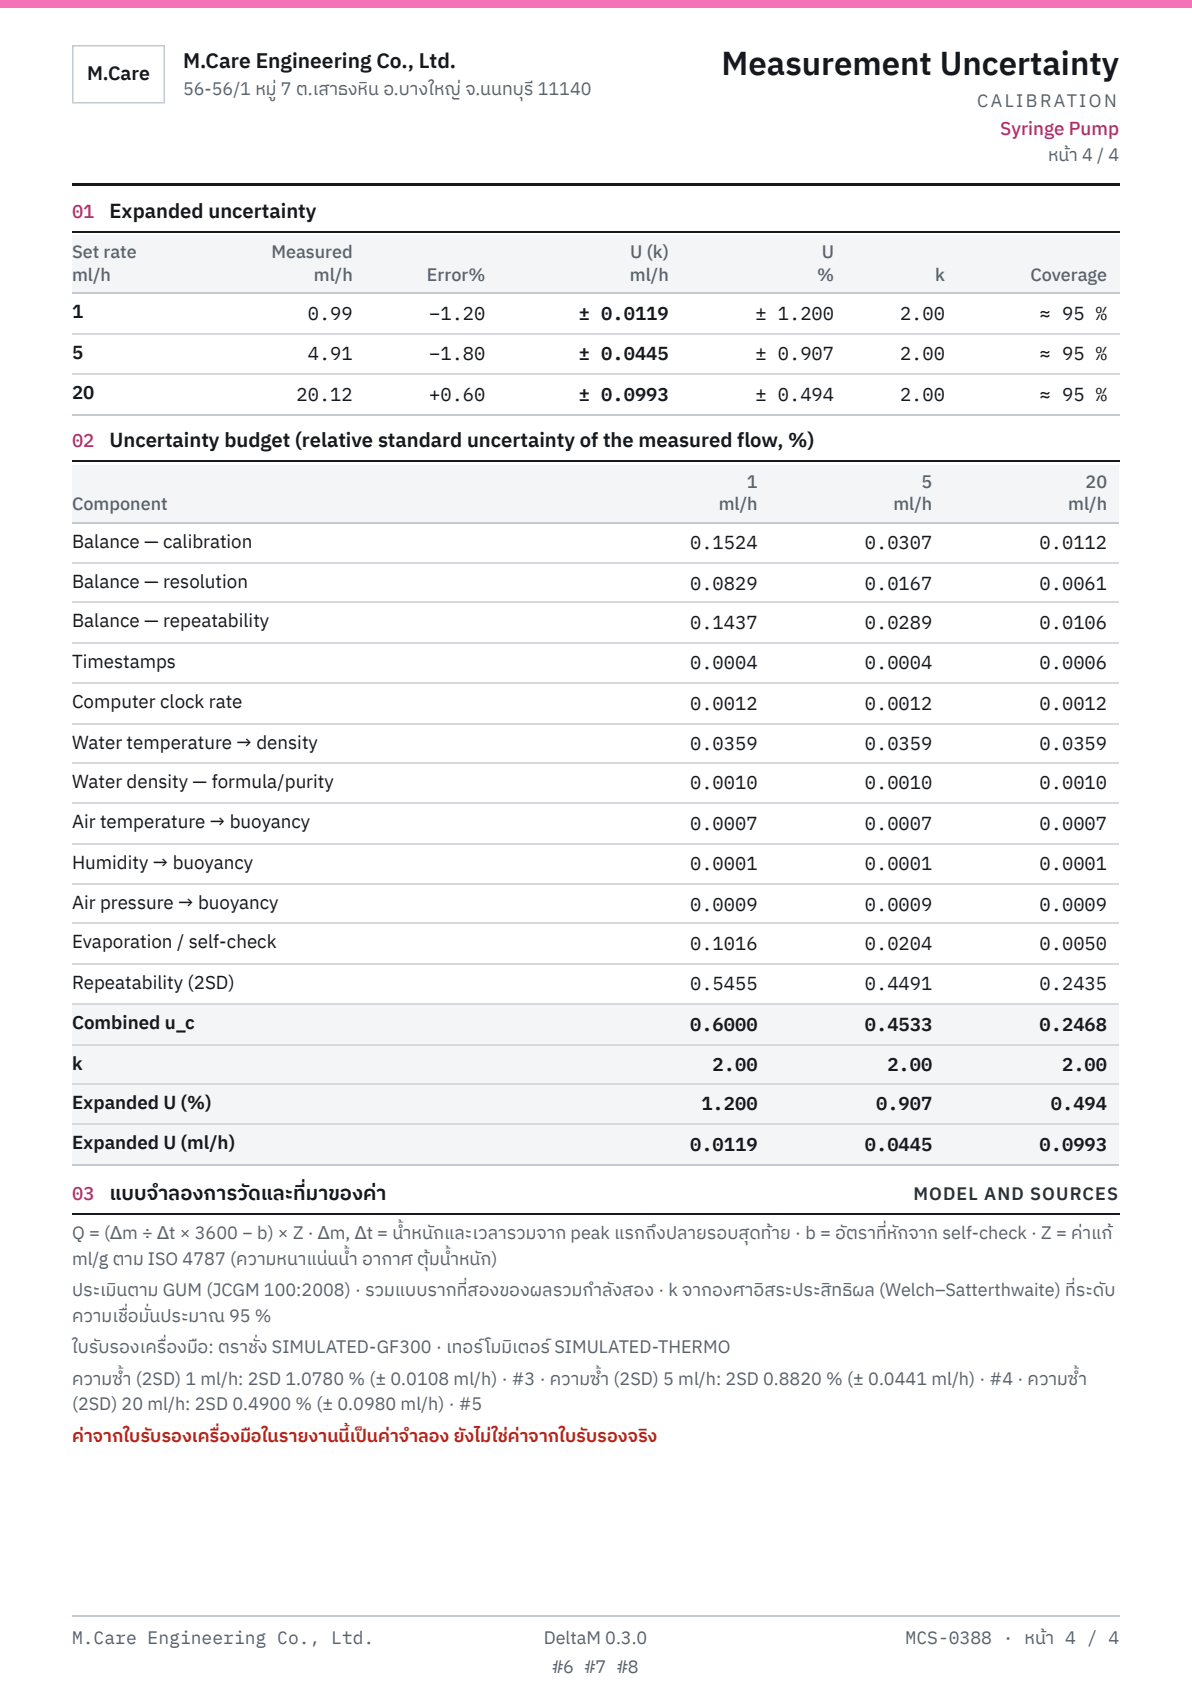 M.Care
M.Care Engineering Co., Ltd.
56-56/1 หมู่ 7 ต.เสาธงหิน อ.บางใหญ่ จ.นนทบุรี 11140
Measurement Uncertainty
CALIBRATION
Syringe Pump
หน้า 4 / 4
01 Expanded uncertainty
Set rate ml/h Measured ml/h Error% U (k) ml/h U % k Coverage
1 0.99 −1.20 ± 0.0119 ± 1.200 2.00 ≈ 95 %
5 4.91 −1.80 ± 0.0445 ± 0.907 2.00 ≈ 95 %
20 20.12 +0.60 ± 0.0993 ± 0.494 2.00 ≈ 95 %
02 Uncertainty budget (relative standard uncertainty of the measured flow, %)
Component 1 ml/h 5 ml/h 20 ml/h
Balance — calibration 0.1524 0.0307 0.0112
Balance — resolution 0.0829 0.0167 0.0061
Balance — repeatability 0.1437 0.0289 0.0106
Timestamps 0.0004 0.0004 0.0006
Computer clock rate 0.0012 0.0012 0.0012
Water temperature → density 0.0359 0.0359 0.0359
Water density — formula/purity 0.0010 0.0010 0.0010
Air temperature → buoyancy 0.0007 0.0007 0.0007
Humidity → buoyancy 0.0001 0.0001 0.0001
Air pressure → buoyancy 0.0009 0.0009 0.0009
Evaporation / self-check 0.1016 0.0204 0.0050
Repeatability (2SD) 0.5455 0.4491 0.2435
Combined u_c 0.6000 0.4533 0.2468
k 2.00 2.00 2.00
Expanded U (%) 1.200 0.907 0.494
Expanded U (ml/h) 0.0119 0.0445 0.0993
03 แบบจำลองการวัดและที่มาของค่า MODEL AND SOURCES
Q = (Δm ÷ Δt × 3600 − b) × Z · Δm, Δt = น้ำหนักและเวลารวมจาก peak แรกถึงปลายรอบสุดท้าย · b = อัตราที่หักจาก self-check · Z = ค่าแก้
ml/g ตาม ISO 4787 (ความหนาแน่นน้ำ อากาศ ตุ้มน้ำหนัก)
ประเมินตาม GUM (JCGM 100:2008) · รวมแบบรากที่สองของผลรวมกำลังสอง · k จากองศาอิสระประสิทธิผล (Welch–Satterthwaite) ที่ระดับ
ความเชื่อมั่นประมาณ 95 %
ใบรับรองเครื่องมือ: ตราชั่ง SIMULATED-GF300 · เทอร์โมมิเตอร์ SIMULATED-THERMO
ความซ้ำ (2SD) 1 ml/h: 2SD 1.0780 % (± 0.0108 ml/h) · #3 · ความซ้ำ (2SD) 5 ml/h: 2SD 0.8820 % (± 0.0441 ml/h) · #4 · ความซ้ำ
(2SD) 20 ml/h: 2SD 0.4900 % (± 0.0980 ml/h) · #5
ค่าจากใบรับรองเครื่องมือในรายงานนี้เป็นค่าจำลอง ยังไม่ใช่ค่าจากใบรับรองจริง
M.Care Engineering Co., Ltd. DeltaM 0.3.0 MCS-0388 · หน้า 4 / 4
#6 #7 #8